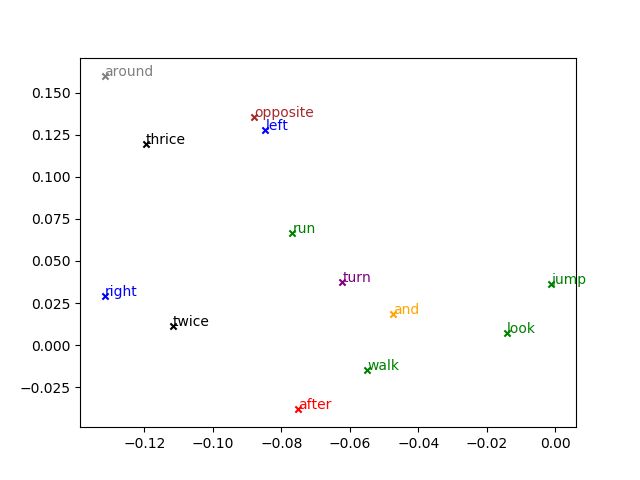 around
0.150
opposite
0.125
left
thrice
0.100
0.075
run
0.050
turn
jump
right
0.025
twice
and
look
0.000
walk
−0.025
after
−0.12 −0.10 −0.08 −0.06 −0.04 −0.02 0.00